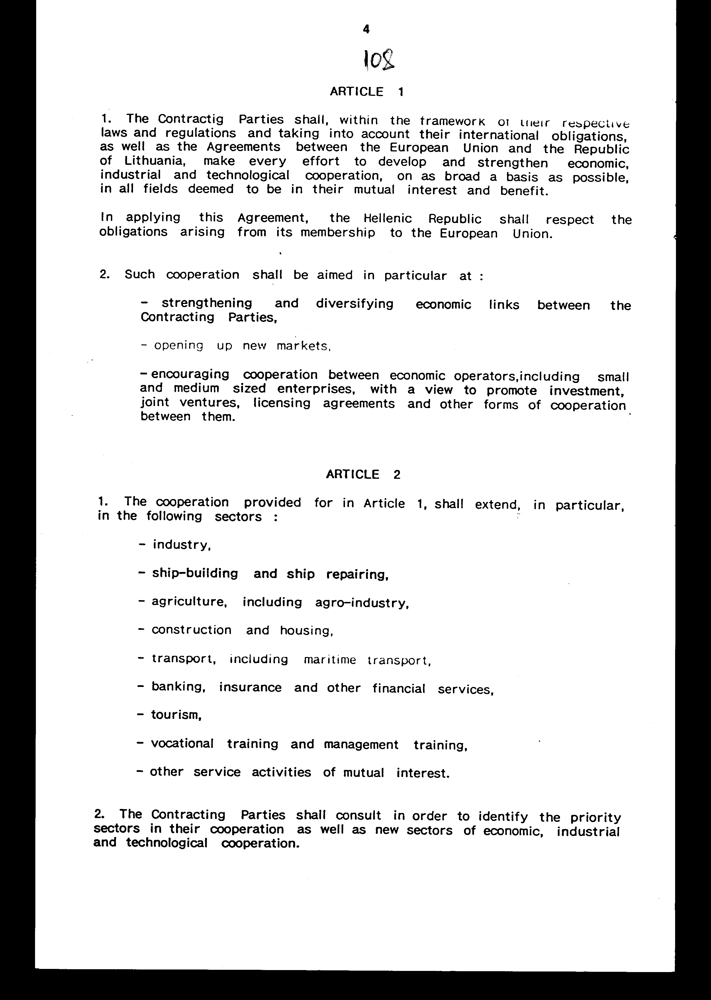 4
108
ARTICLE 1
1. The Contractig Parties shall, within the framework of their respective
laws and regulations and taking into account their international obligations,
as well as the Agreements between the European Union and the Republic
of Lithuania, make every effort to develop and strengthen economic,
industrial and technological cooperation, on as broad a basis as possible,
in all fields deemed to be in their mutual interest and benefit.
In applying this Agreement, the Hellenic Republic shall respect the
obligations arising from its membership to the European Union.
2. Such cooperation shall be aimed in particular at :
- strengthening and diversifying economic links between the
Contracting Parties,
- opening up new markets,
- encouraging cooperation between economic operators,including small
and medium sized enterprises, with a view to promote investment,
joint ventures, licensing agreements and other forms of cooperation
between them.
ARTICLE 2
1. The cooperation provided for in Article 1, shall extend, in particular,
in the following sectors :
- industry,
- ship-building and ship repairing,
- agriculture, including agro-industry,
- construction and housing,
- transport, including maritime transport,
- banking, insurance and other financial services,
- tourism,
- vocational training and management training,
- other service activities of mutual interest.
2. The Contracting Parties shall consult in order to identify the priority
sectors in their cooperation as well as new sectors of economic, industrial
and technological cooperation.